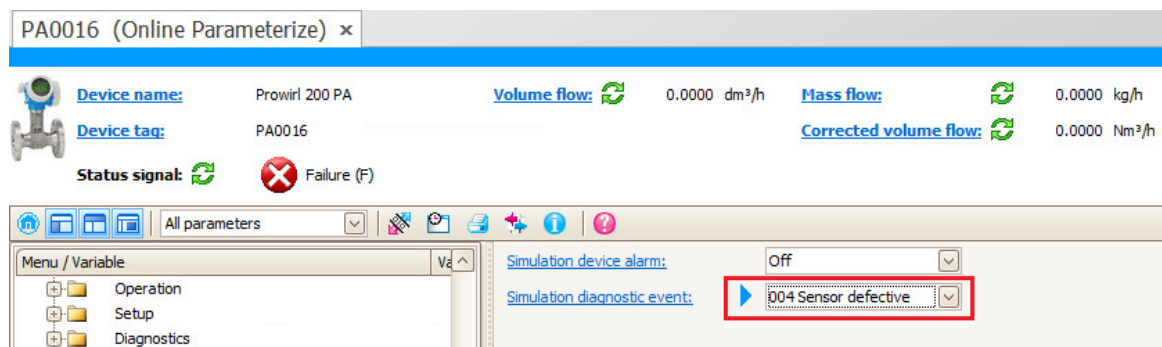 PA0016 (Online Parameterize) ×
Device name: Prowirl 200 PA Volume flow: 0.0000 dm³/h Mass flow: 0.0000 kg/h
Device tag: PA0016 Corrected volume flow: 0.0000 Nm³/h
Status signal: Failure (F)
All parameters
Menu / Variable Va
Simulation device alarm: Off
Operation
Simulation diagnostic event: 004 Sensor defective
Setup
Diagnostics